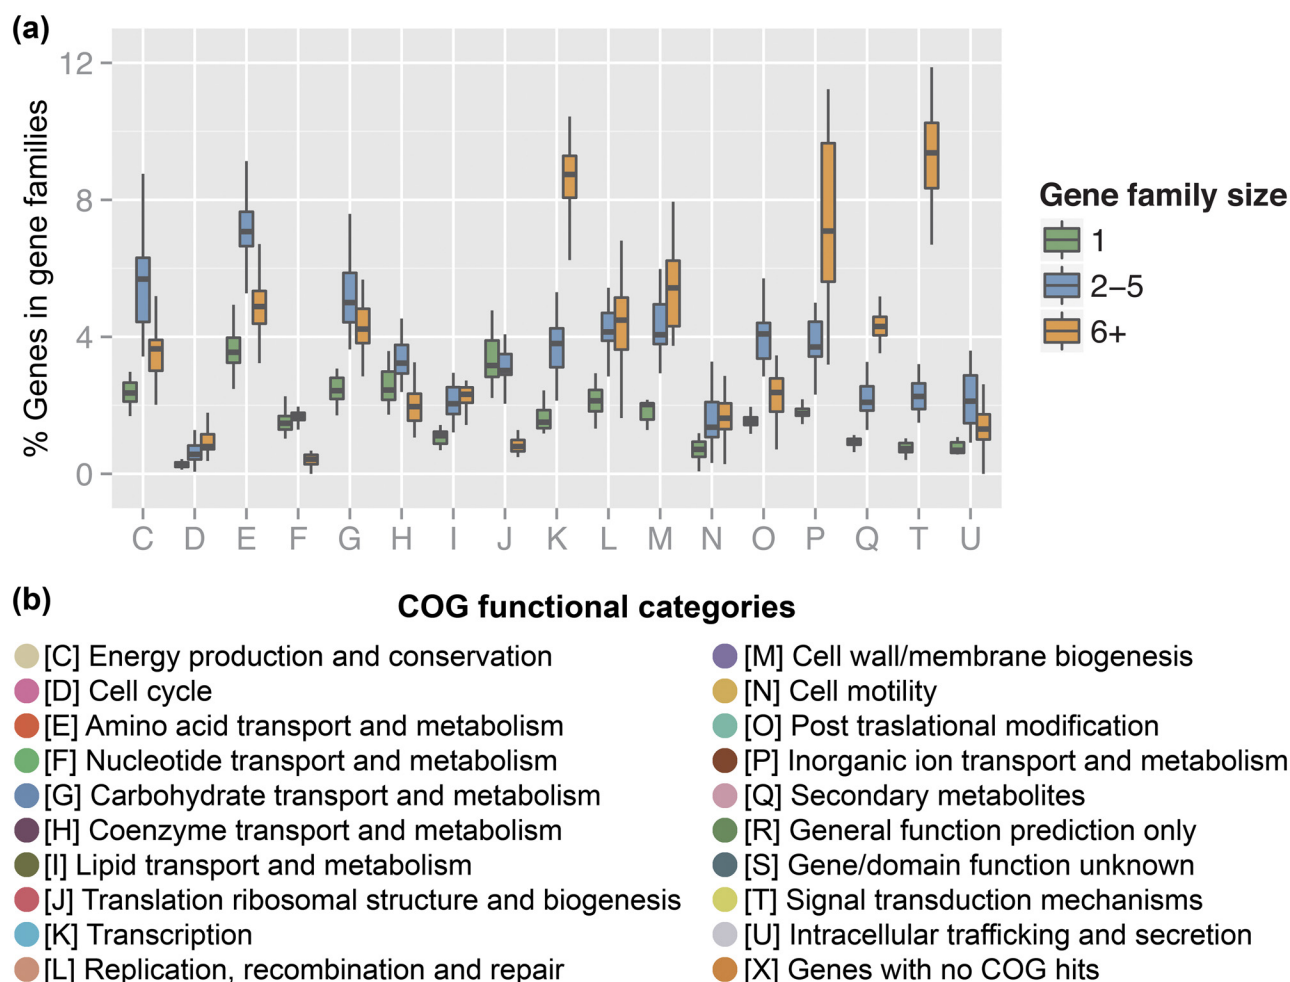 (a)
% Genes in gene families
12
8
4
0
C D E F G H I J K L M N O P Q T U
Gene family size
1
2–5
6+
(b)
COG functional categories
[C] Energy production and conservation
[D] Cell cycle
[E] Amino acid transport and metabolism
[F] Nucleotide transport and metabolism
[G] Carbohydrate transport and metabolism
[H] Coenzyme transport and metabolism
[I] Lipid transport and metabolism
[J] Translation ribosomal structure and biogenesis
[K] Transcription
[L] Replication, recombination and repair
[M] Cell wall/membrane biogenesis
[N] Cell motility
[O] Post traslational modification
[P] Inorganic ion transport and metabolism
[Q] Secondary metabolites
[R] General function prediction only
[S] Gene/domain function unknown
[T] Signal transduction mechanisms
[U] Intracellular trafficking and secretion
[X] Genes with no COG hits